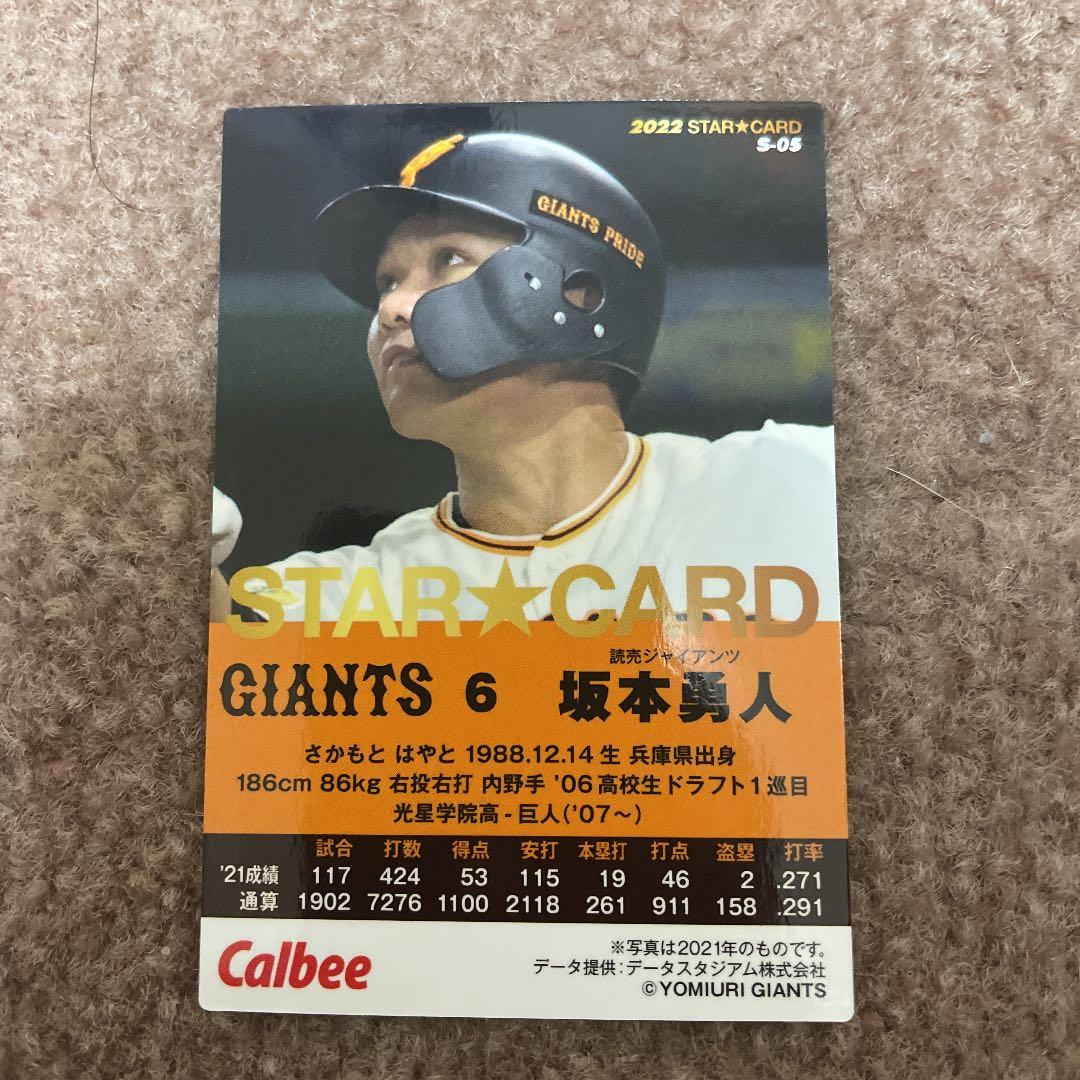 2022 STAR★CARD
S-05
GIANTS PRIDE
STAR★CARD
読売ジャイアンツ
GIANTS 6 坂本勇人
さかもと はやと 1988.12.14生 兵庫県出身
186cm 86kg 右投右打 内野手 '06高校生ドラフト1巡目
光星学院高-巨人('07～)
試合 打数 得点 安打 本塁打 打点 盗塁 打率
'21成績 117 424 53 115 19 46 2 .271
通算 1902 7276 1100 2118 261 911 158 .291
Calbee
※写真は2021年のものです。
データ提供：データスタジアム株式会社
©YOMIURI GIANTS